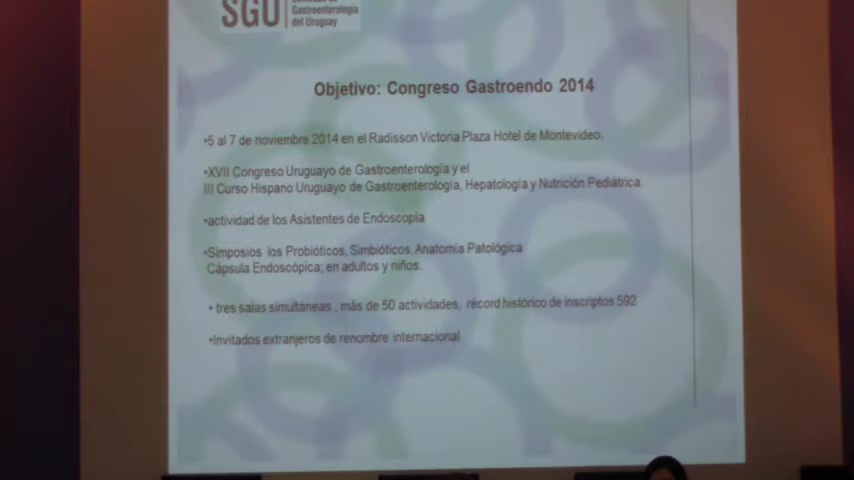 SGU
Gastroenterología
del Uruguay
Objetivo: Congreso Gastroendo 2014
•5 al 7 de noviembre 2014 en el Radisson Victoria Plaza Hotel de Montevideo.
•XVII Congreso Uruguayo de Gastroenterología y el
III Curso Hispano Uruguayo de Gastroenterología, Hepatología y Nutrición Pediátrica.
•actividad de los Asistentes de Endoscopía
•Simposios los Probióticos, Simbióticos, Anatomía Patológica
Cápsula Endoscópica; en adultos y niños.
• tres salas simultáneas , más de 50 actividades, récord histórico de inscriptos 592
•Invitados extranjeros de renombre internacional